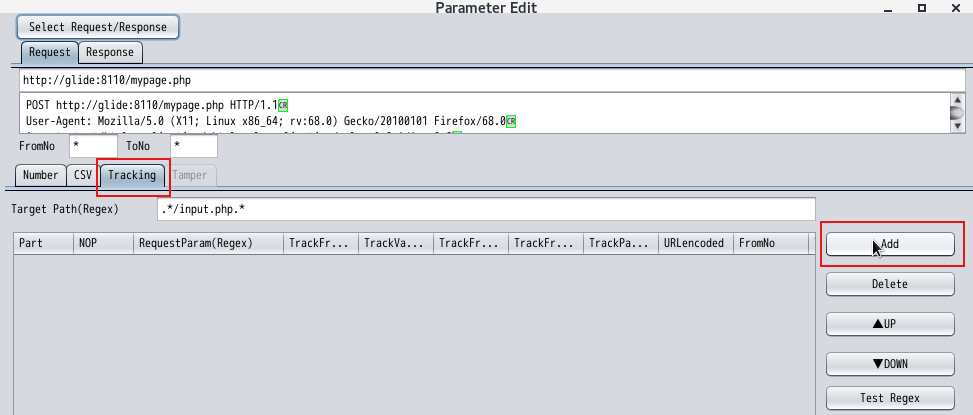 Parameter Edit
Select Request/Response
Request Response
http://glide:8110/mypage.php
POST http://glide:8110/mypage.php HTTP/1.1CR
User-Agent: Mozilla/5.0 (X11; Linux x86_64; rv:68.0) Gecko/20100101 Firefox/68.0CR
FromNo * ToNo *
Number CSV Tracking Tamper
Target Path(Regex) .*/input.php.*
Part NOP RequestParam(Regex) TrackFr... TrackVa... TrackFr... TrackFr... TrackPa... URLencoded FromNo
Add
Delete
▲UP
▼DOWN
Test Regex